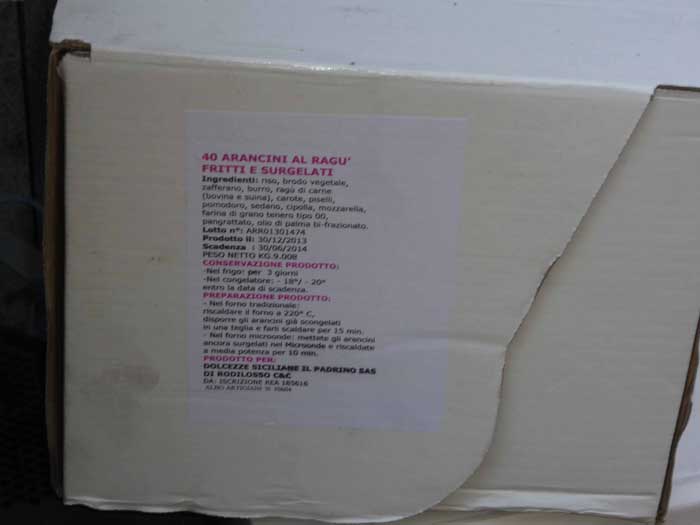 40 ARANCINI AL RAGU'
FRITTI E SURGELATI
Ingredienti: riso, brodo vegetale,
zafferano, burro, ragù di carne
(bovina e suina), carote, piselli,
pomodoro, sedano, cipolla, mozzarella,
farina di grano tenero tipo 00,
pangrattato, olio di palma bi-frazionato.
Lotto n°: ARR01301474
Prodotto il: 30/12/2013
Scadenza : 30/06/2014
PESO NETTO KG.9.008
CONSERVAZIONE PRODOTTO:
-Nel frigo: per 3 giorni
-Nel congelatore: - 18°/ - 20°
entro la data di scadenza.
PREPARAZIONE PRODOTTO:
- Nel forno tradizionale:
riscaldare il forno a 220° C,
disporre gli arancini già scongelati
in una teglia e farli scaldare per 15 min.
- Nel forno microonde: mettete gli arancini
ancora surgelati nel Microonde e riscaldate
a media potenza per 10 min.
PRODOTTO PER:
DOLCEZZE SICILIANE IL PADRINO SAS
DI RODILOSSO C&C
DA: ISCRIZIONE REA 185616
ALBO ARTIGIANI N